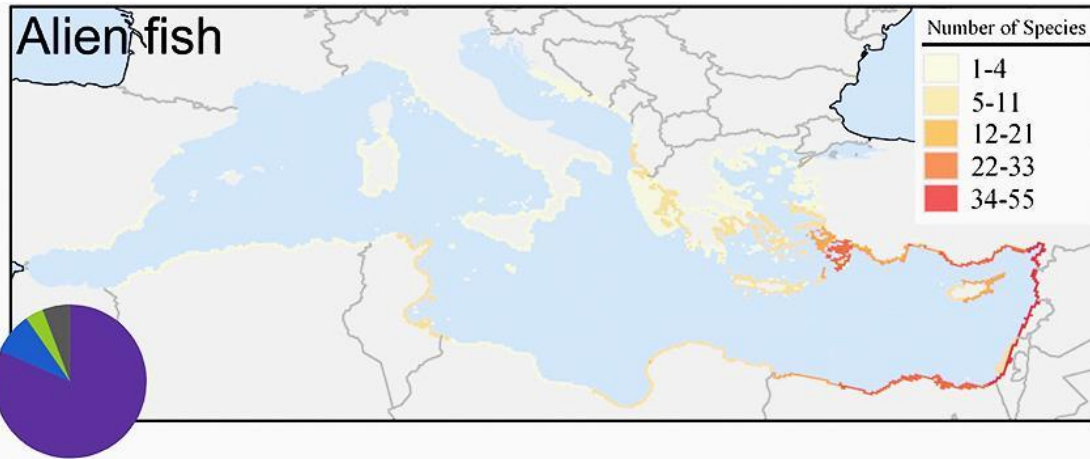 Alien fish
Number of Species
1-4
5-11
12-21
22-33
34-55